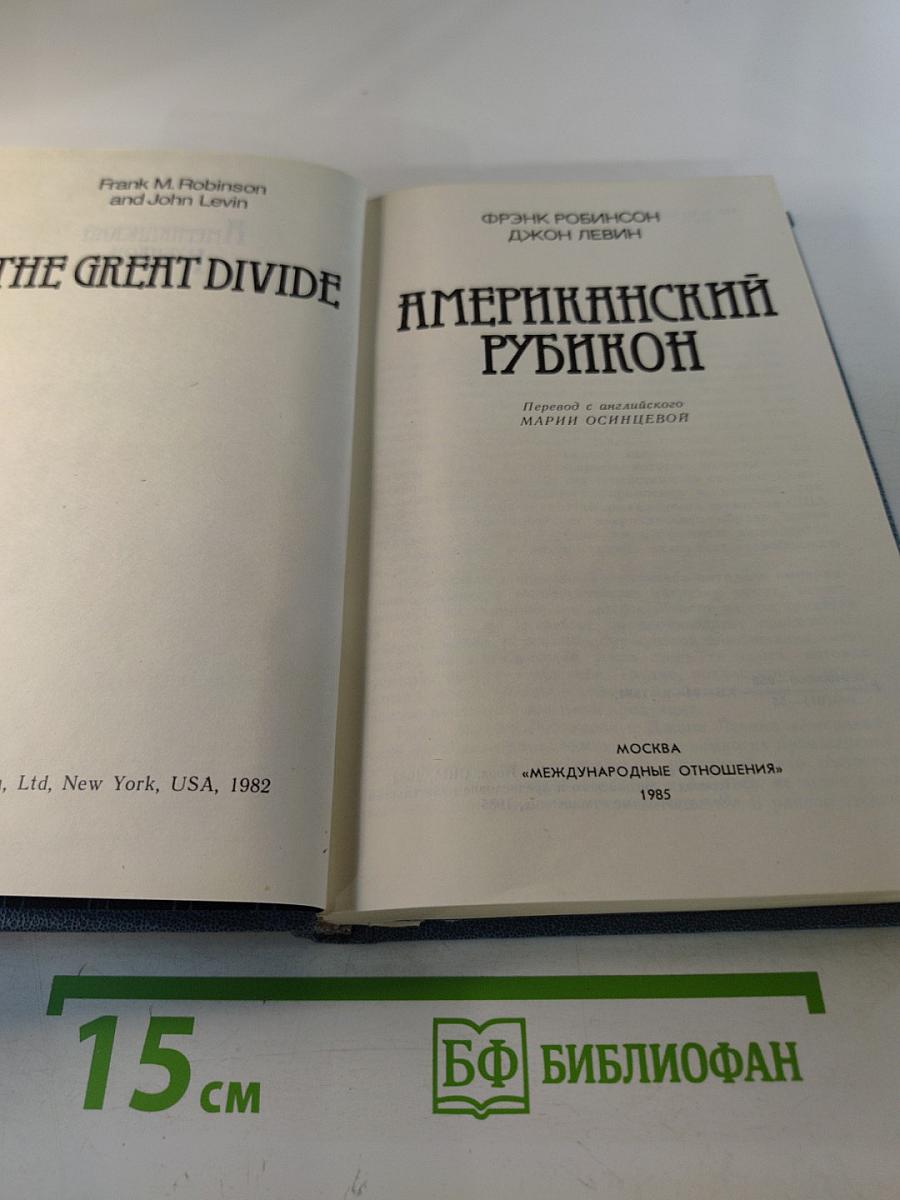 Frank M. Robinson
and John Levin
THE GREAT DIVIDE
Ltd, New York, USA, 1982
ФРЭНК РОБИНСОН
ДЖОН ЛЕВИН
АМЕРИКАНСКИЙ
РУБИКОН
Перевод с английского
МАРИИ ОСИНЦЕВОЙ
МОСКВА
«МЕЖДУНАРОДНЫЕ ОТНОШЕНИЯ»
1985
15 см
БФ БИБЛИОФАН